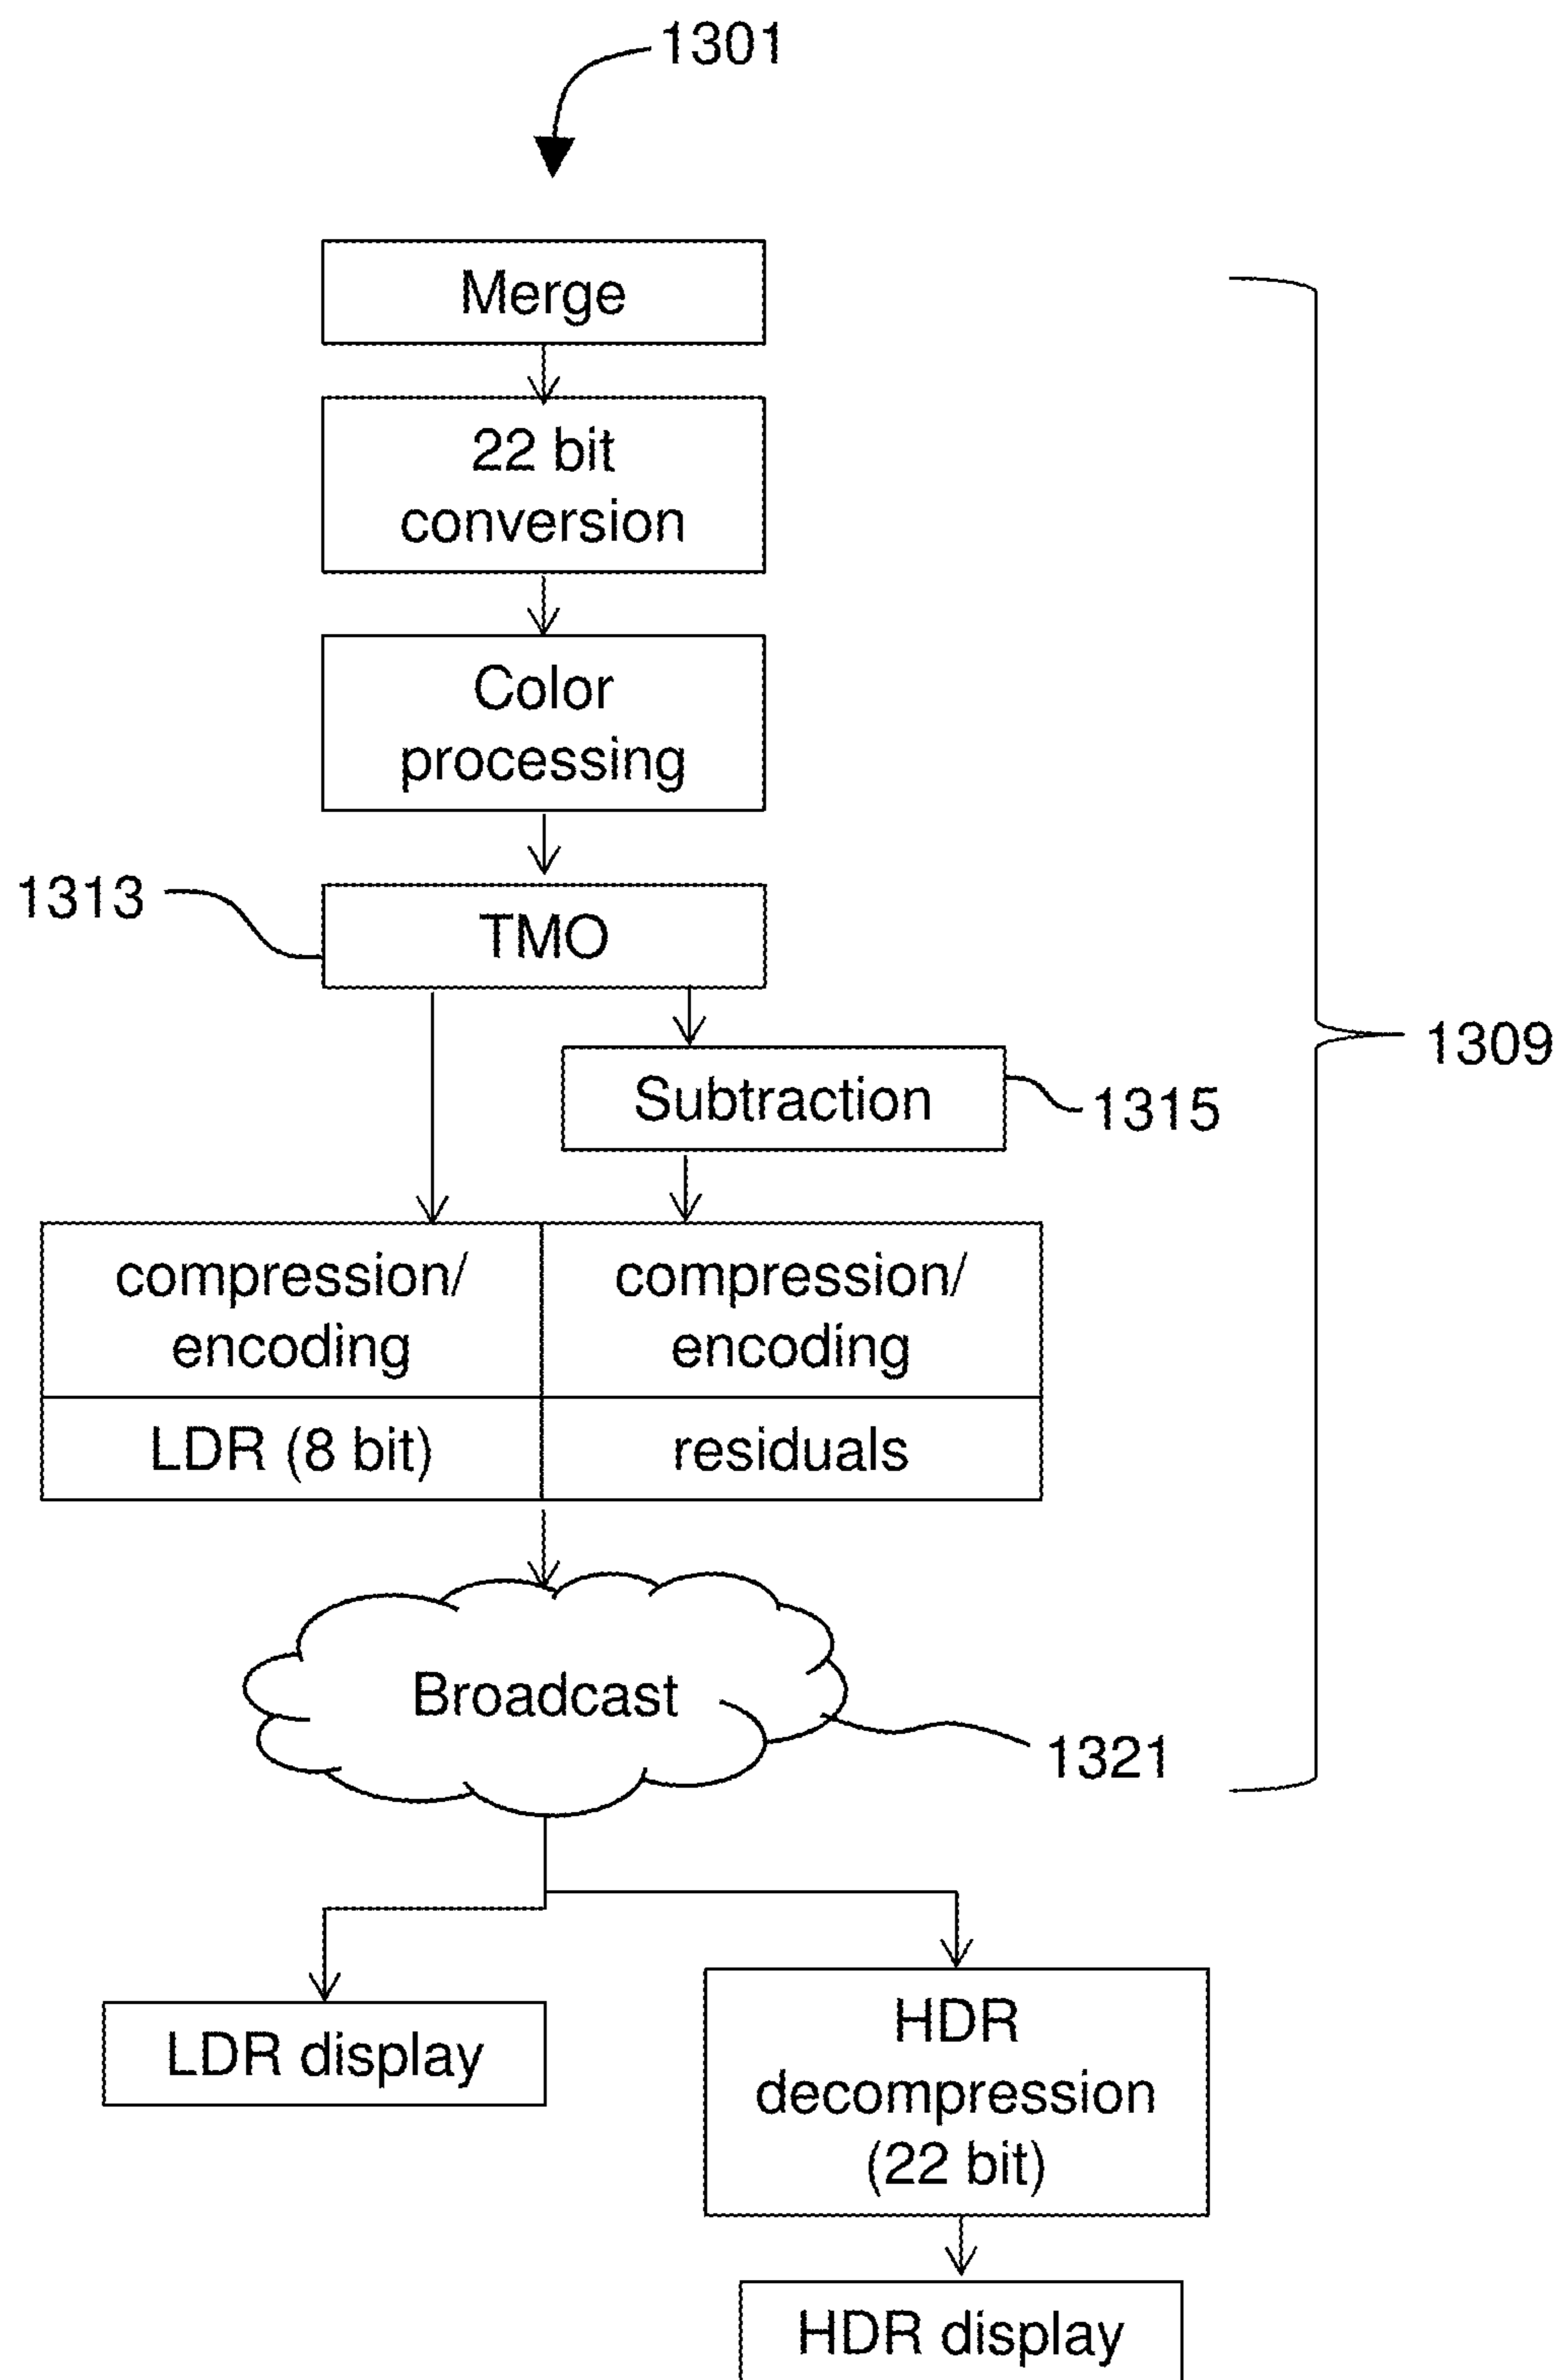 1301
Merge
22 bit
conversion
Color
processing
1313
TMO
1309
Subtraction
1315
compression/
encoding
compression/
encoding
LDR (8 bit)
residuals
Broadcast
1321
LDR display
HDR
decompression
(22 bit)
HDR display